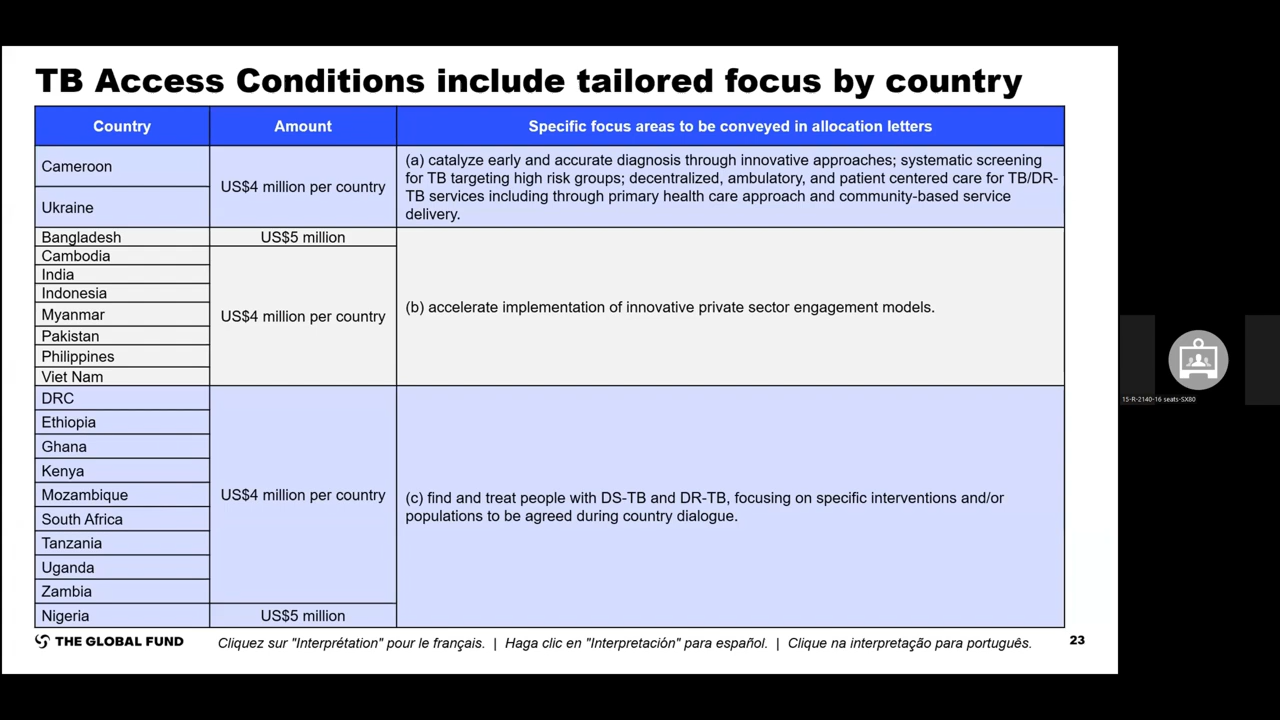 TB Access Conditions include tailored focus by country
Country
Amount
Specific focus areas to be conveyed in allocation letters
Cameroon
Ukraine
US$4 million per country
(a) catalyze early and accurate diagnosis through innovative approaches; systematic screening
for TB targeting high risk groups; decentralized, ambulatory, and patient centered care for TB/DR-
TB services including through primary health care approach and community-based service
delivery.
Bangladesh
US$5 million
Cambodia
India
Indonesia
Myanmar
Pakistan
Philippines
Viet Nam
US$4 million per country
(b) accelerate implementation of innovative private sector engagement models.
DRC
Ethiopia
Ghana
Kenya
Mozambique
South Africa
Tanzania
Uganda
Zambia
US$4 million per country
Nigeria
US$5 million
(c) find and treat people with DS-TB and DR-TB, focusing on specific interventions and/or
populations to be agreed during country dialogue.
THE GLOBAL FUND
Cliquez sur "Interprétation" pour le français. | Haga clic en "Interpretación" para español. | Clique na interpretação para português.
23
15-R-2140-16 seats-SX80